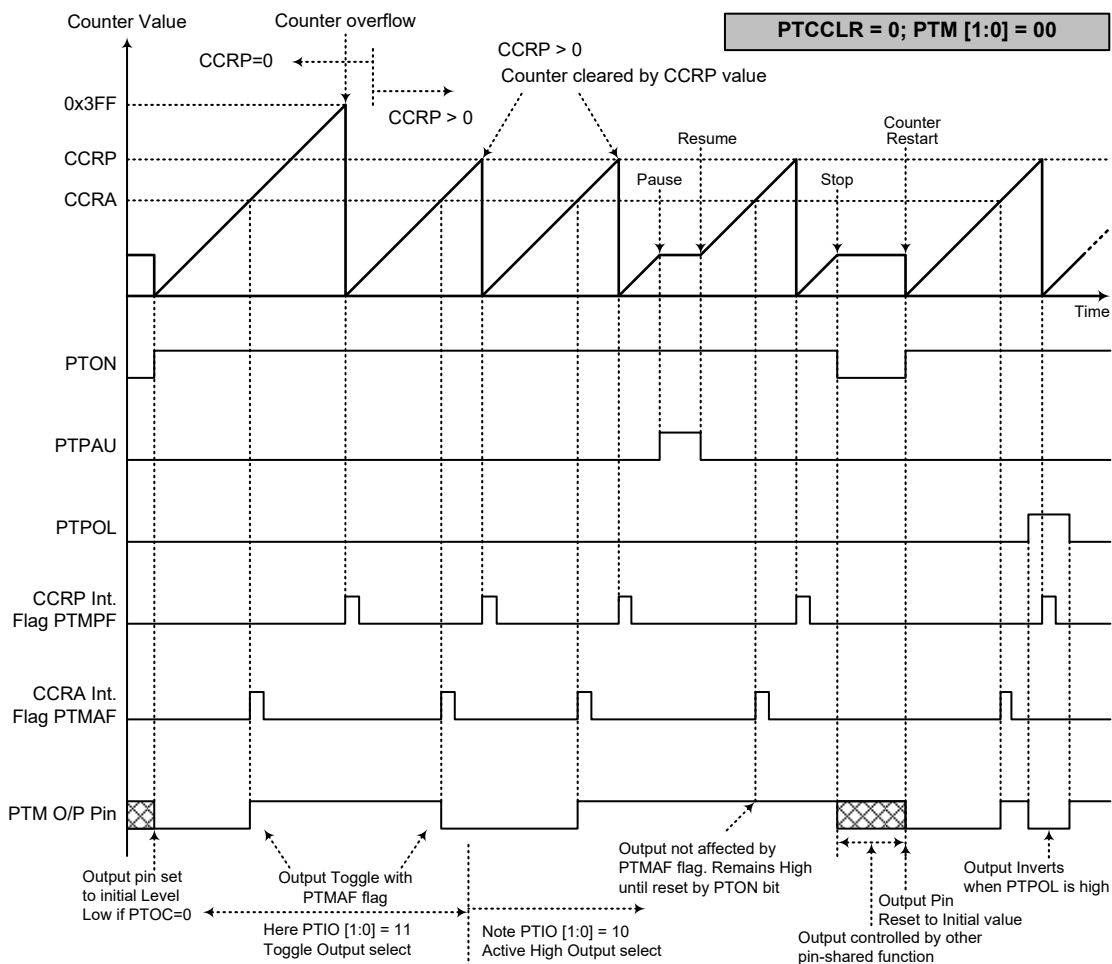 Counter Value
Counter overflow
PTCCLR = 0; PTM [1:0] = 00
CCRP=0
CCRP > 0
CCRP > 0
Counter cleared by CCRP value
0x3FF
CCRP
CCRA
Pause
Resume
Stop
Counter
Restart
Time
PTON
PTPAU
PTPOL
CCRP Int.
Flag PTMPF
CCRA Int.
Flag PTMAF
PTM O/P Pin
Output pin set
to initial Level
Low if PTOC=0
Output Toggle with
PTMAF flag
Here PTIO [1:0] = 11
Toggle Output select
Note PTIO [1:0] = 10
Active High Output select
Output not affected by
PTMAF flag. Remains High
until reset by PTON bit
Output Pin
Reset to Initial value
Output controlled by other
pin-shared function
Output Inverts
when PTPOL is high